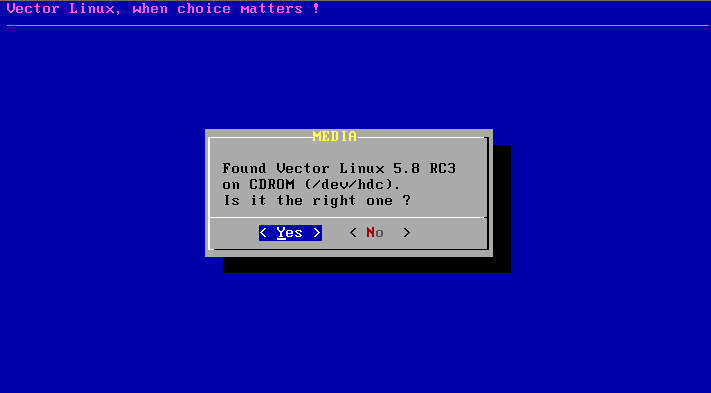 Vector Linux, when choice matters !
MEDIA
Found Vector Linux 5.8 RC3
on CDROM (/dev/hdc).
Is it the right one ?
< Yes > < No >